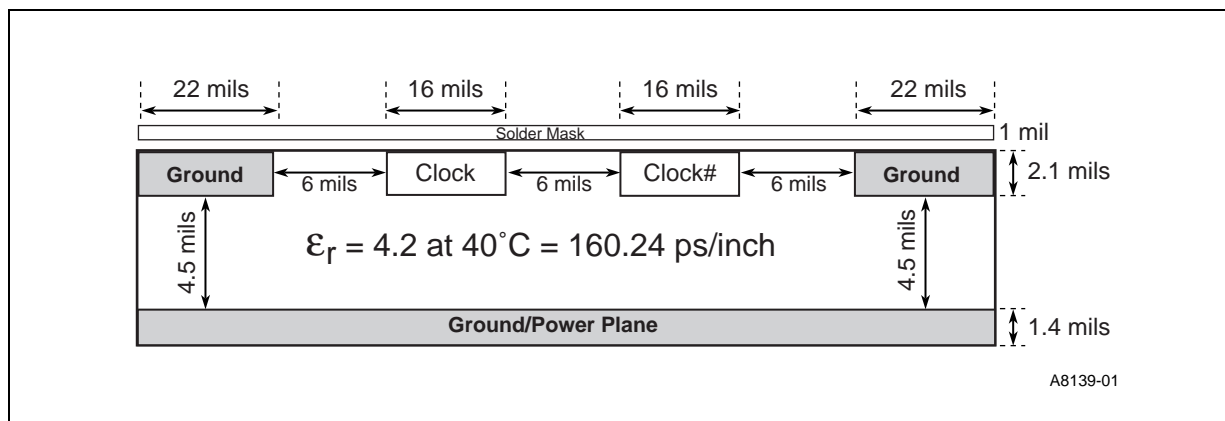 22 mils 16 mils 16 mils 22 mils
Solder Mask
1 mil
Ground 6 mils Clock 6 mils Clock# 6 mils Ground 2.1 mils
4.5 mils 4.5 mils
εr = 4.2 at 40˚C = 160.24 ps/inch
Ground/Power Plane
1.4 mils
A8139-01